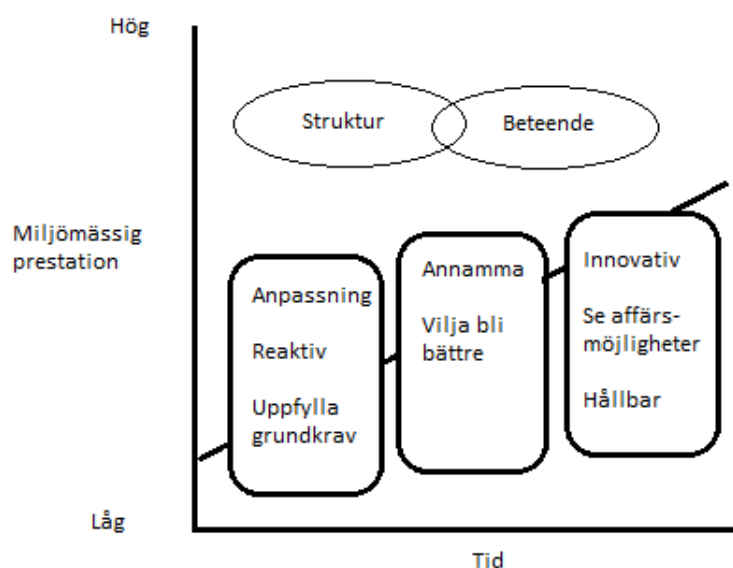 Hög
Struktur
Beteende
Miljömässig
prestation
Anpassning
Reaktiv
Uppfylla
grundkrav
Annamma
Vilja bli
bättre
Innovativ
Se affärs-
möjligheter
Hållbar
Låg
Tid